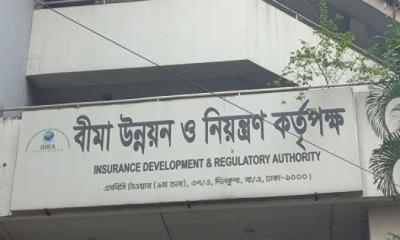 বীমা উন্নয়ন ও নিয়ন্ত্রণ কর্তৃপক্ষ
IDRA
INSURANCE DEVELOPMENT & REGULATORY AUTHORITY
এসবিসি টাওয়ার (৯ম তলা), ৩৭/এ, দিলকুশা, বা/এ, ঢাকা-১০০০।